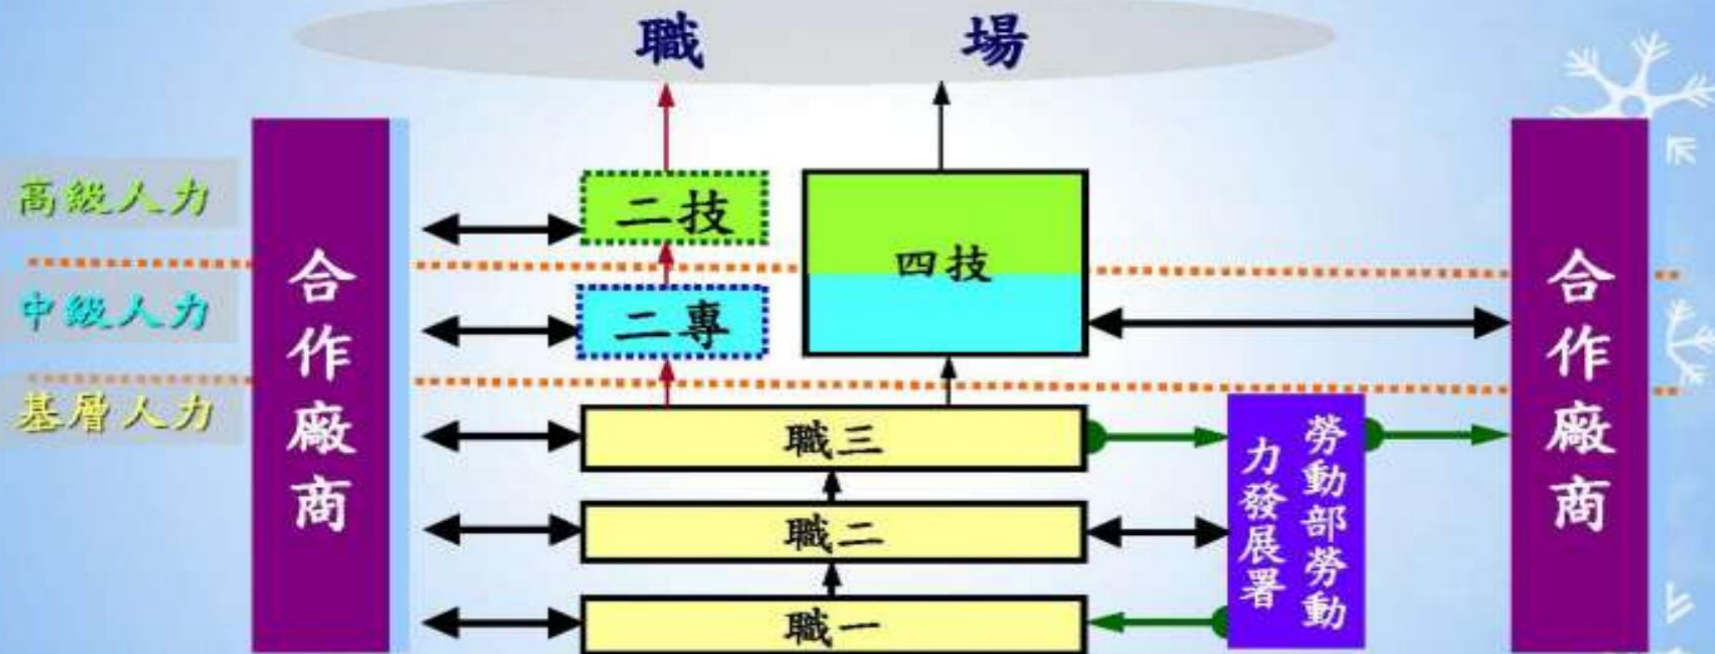 職場
高級人力
中級人力
基層人力
合作廠商
二技
二專
四技
職三
職二
職一
勞動部勞動
力發展署
合作廠商